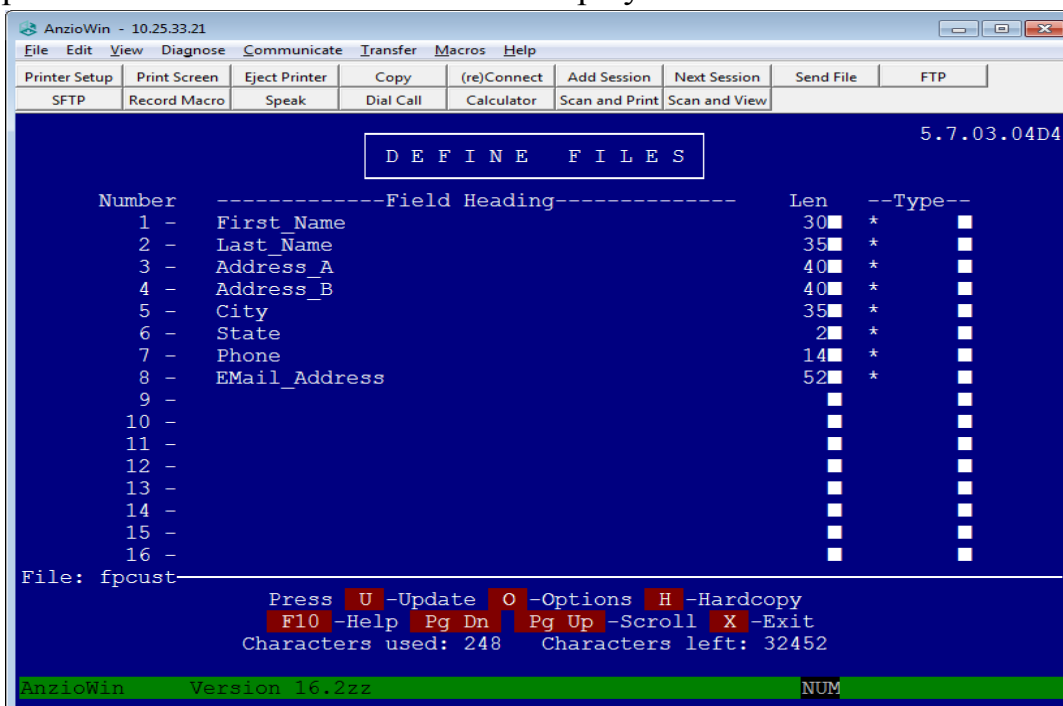 AnzioWin - 10.25.33.21
File Edit View Diagnose Communicate Transfer Macros Help
Printer Setup Print Screen Eject Printer Copy (re)Connect Add Session Next Session Send File FTP
SFTP Record Macro Speak Dial Call Calculator Scan and Print Scan and View
5.7.03.04D4
D E F I N E   F I L E S
Number -------------Field Heading-------------- Len --Type--
1 - First_Name 30 *
2 - Last_Name 35 *
3 - Address_A 40 *
4 - Address_B 40 *
5 - City 35 *
6 - State 2 *
7 - Phone 14 *
8 - EMail_Address 52 *
9 -
10 -
11 -
12 -
13 -
14 -
15 -
16 -
File: fpcust
Press U -Update O -Options H -Hardcopy
F10 -Help Pg Dn Pg Up -Scroll X -Exit
Characters used: 248 Characters left: 32452
AnzioWin Version 16.2zz NUM